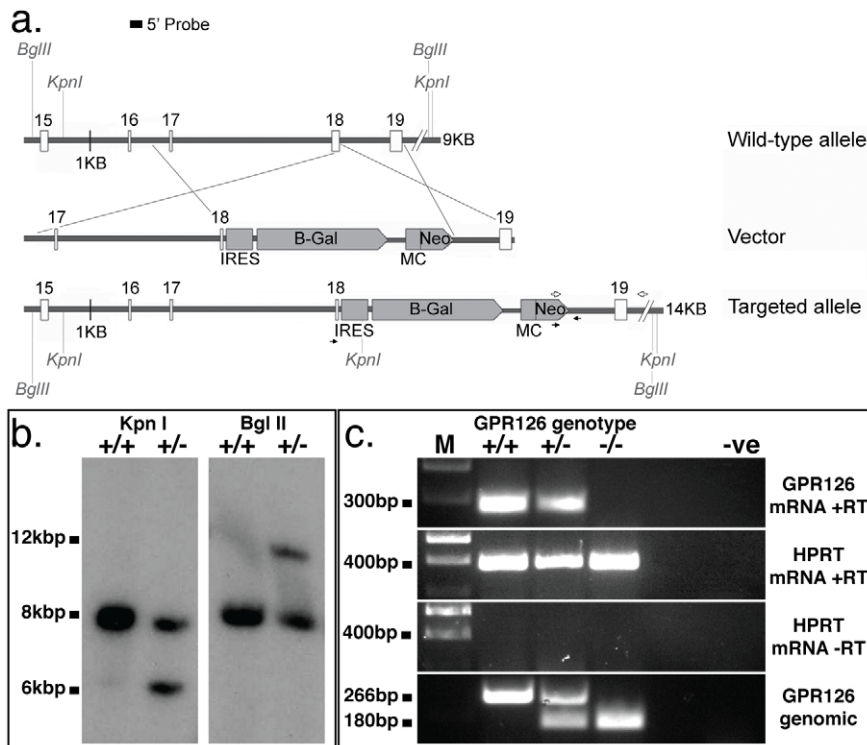 a.
5' Probe
BglII
BglII
KpnI
KpnI
15
16
17
18
19
9KB
1KB
Wild-type allele
17
18
19
B-Gal
Neo
IRES
MC
Vector
15
16
17
18
19
B-Gal
Neo
14KB
1KB
IRES
MC
Targeted allele
KpnI
KpnI
KpnI
BglII
BglII
b.
Kpn I
Bgl II
+/+
+/-
+/+
+/-
12kbp
8kbp
6kbp
c.
GPR126 genotype
M
+/+
+/-
-/-
-ve
300bp
GPR126
mRNA +RT
400bp
HPRT
mRNA +RT
400bp
HPRT
mRNA -RT
266bp
180bp
GPR126
genomic